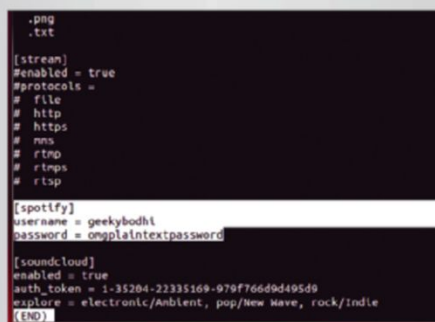 .png
.txt
[stream]
#enabled = true
#protocols =
#  file
#  http
#  https
#  mms
#  rtmp
#  rtmps
#  rtsp
[spotify]
username = geekybodhi
password = omgplaintextpassword
[soundcloud]
enabled = true
auth_token = 1-35204-22335169-979f766d9d495d9
explore = electronic/Ambient, pop/New Wave, rock/Indie
(END)